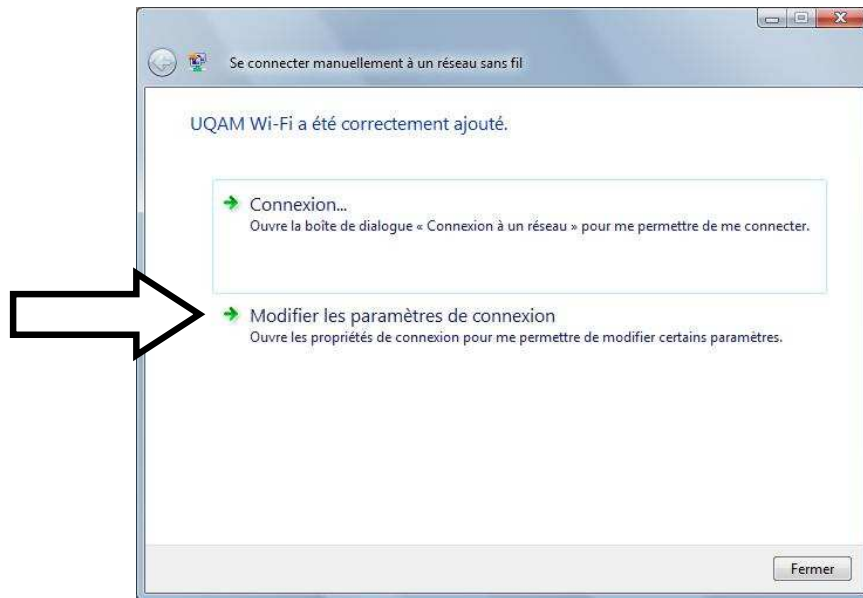 Se connecter manuellement à un réseau sans fil
UQAM Wi-Fi a été correctement ajouté.
Connexion...
Ouvre la boîte de dialogue « Connexion à un réseau » pour me permettre de me connecter.
Modifier les paramètres de connexion
Ouvre les propriétés de connexion pour me permettre de modifier certains paramètres.
Fermer